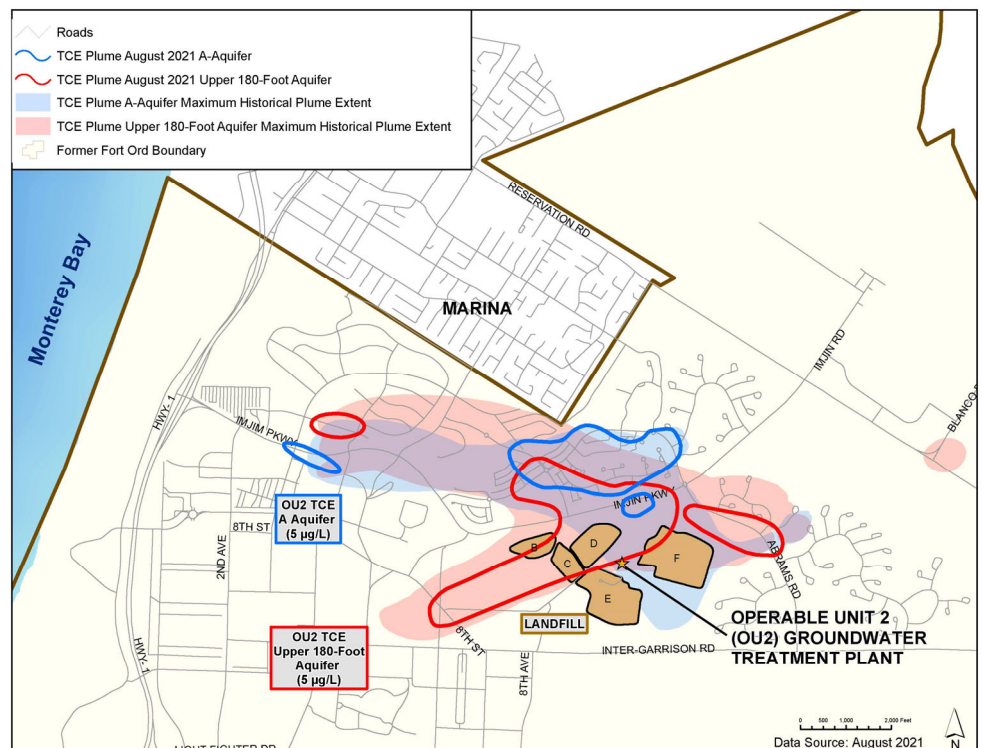 Roads
TCE Plume August 2021 A-Aquifer
TCE Plume August 2021 Upper 180-Foot Aquifer
TCE Plume A-Aquifer Maximum Historical Plume Extent
TCE Plume Upper 180-Foot Aquifer Maximum Historical Plume Extent
Former Fort Ord Boundary
RESERVATION RD
Monterey Bay
MARINA
IMJIN RD
HWY- 1
IMJIM PKWY
BLANCO
IMJIN PKWY
OU2 TCE
A Aquifer
(5 µg/L)
8TH ST
2ND AVE
B
D
C
F
E
ABRAMS RD
LANDFILL
OPERABLE UNIT 2
(OU2) GROUNDWATER
TREATMENT PLANT
OU2 TCE
Upper 180-Foot
Aquifer
(5 µg/L)
8TH ST
INTER-GARRISON RD
HWY- 1
8TH AVE
0 500 1,000 2,000 Feet
Data Source: August 2021
N